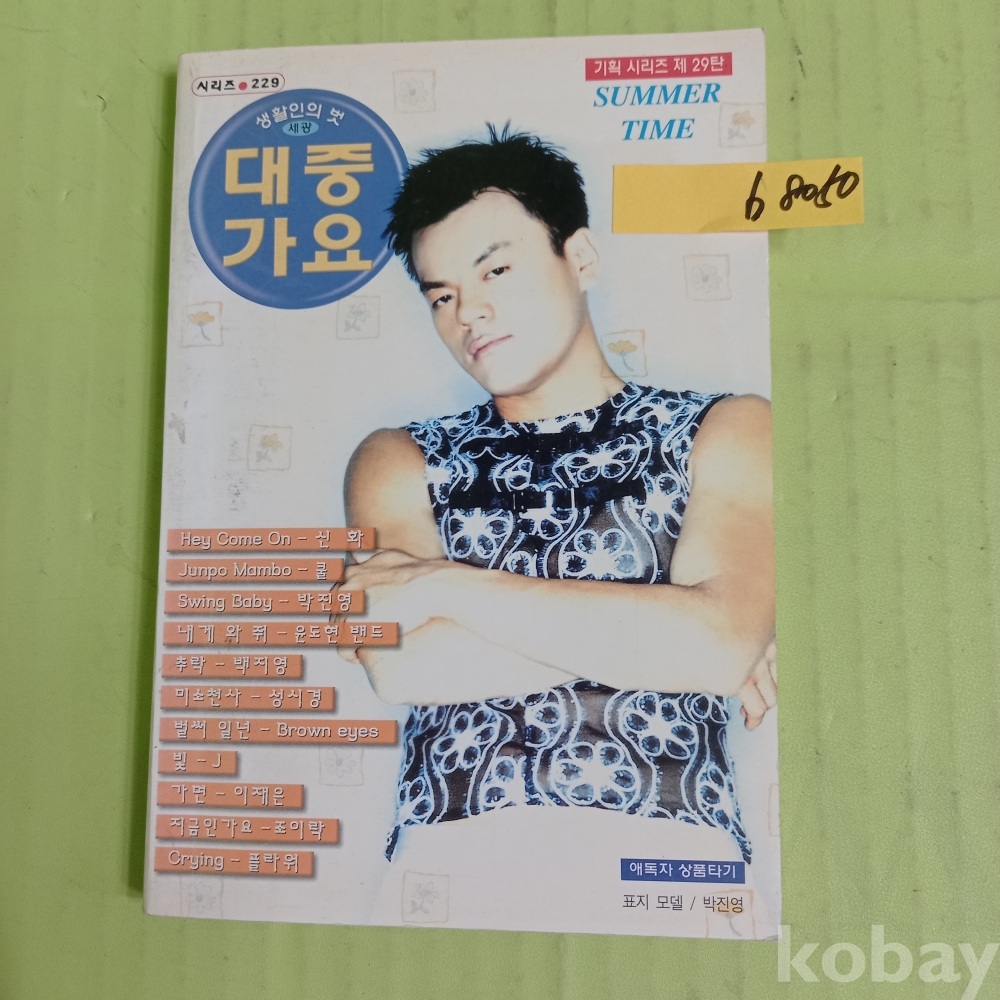 시리즈 ● 229
생활인의 벗
세광
대중
가요
기획 시리즈 제 29탄
SUMMER
TIME
68050
Hey Come On - 신 화
Junpo Mambo - 쿨
Swing Baby - 박진영
내게 와 줘 - 윤도현 밴드
추락 - 백지영
미소천사 - 성시경
벌써 일년 - Brown eyes
빛 - J
가면 - 이재은
지금인가요 - 조이락
Crying - 플라워
애독자 상품타기
표지 모델 / 박진영
kobay